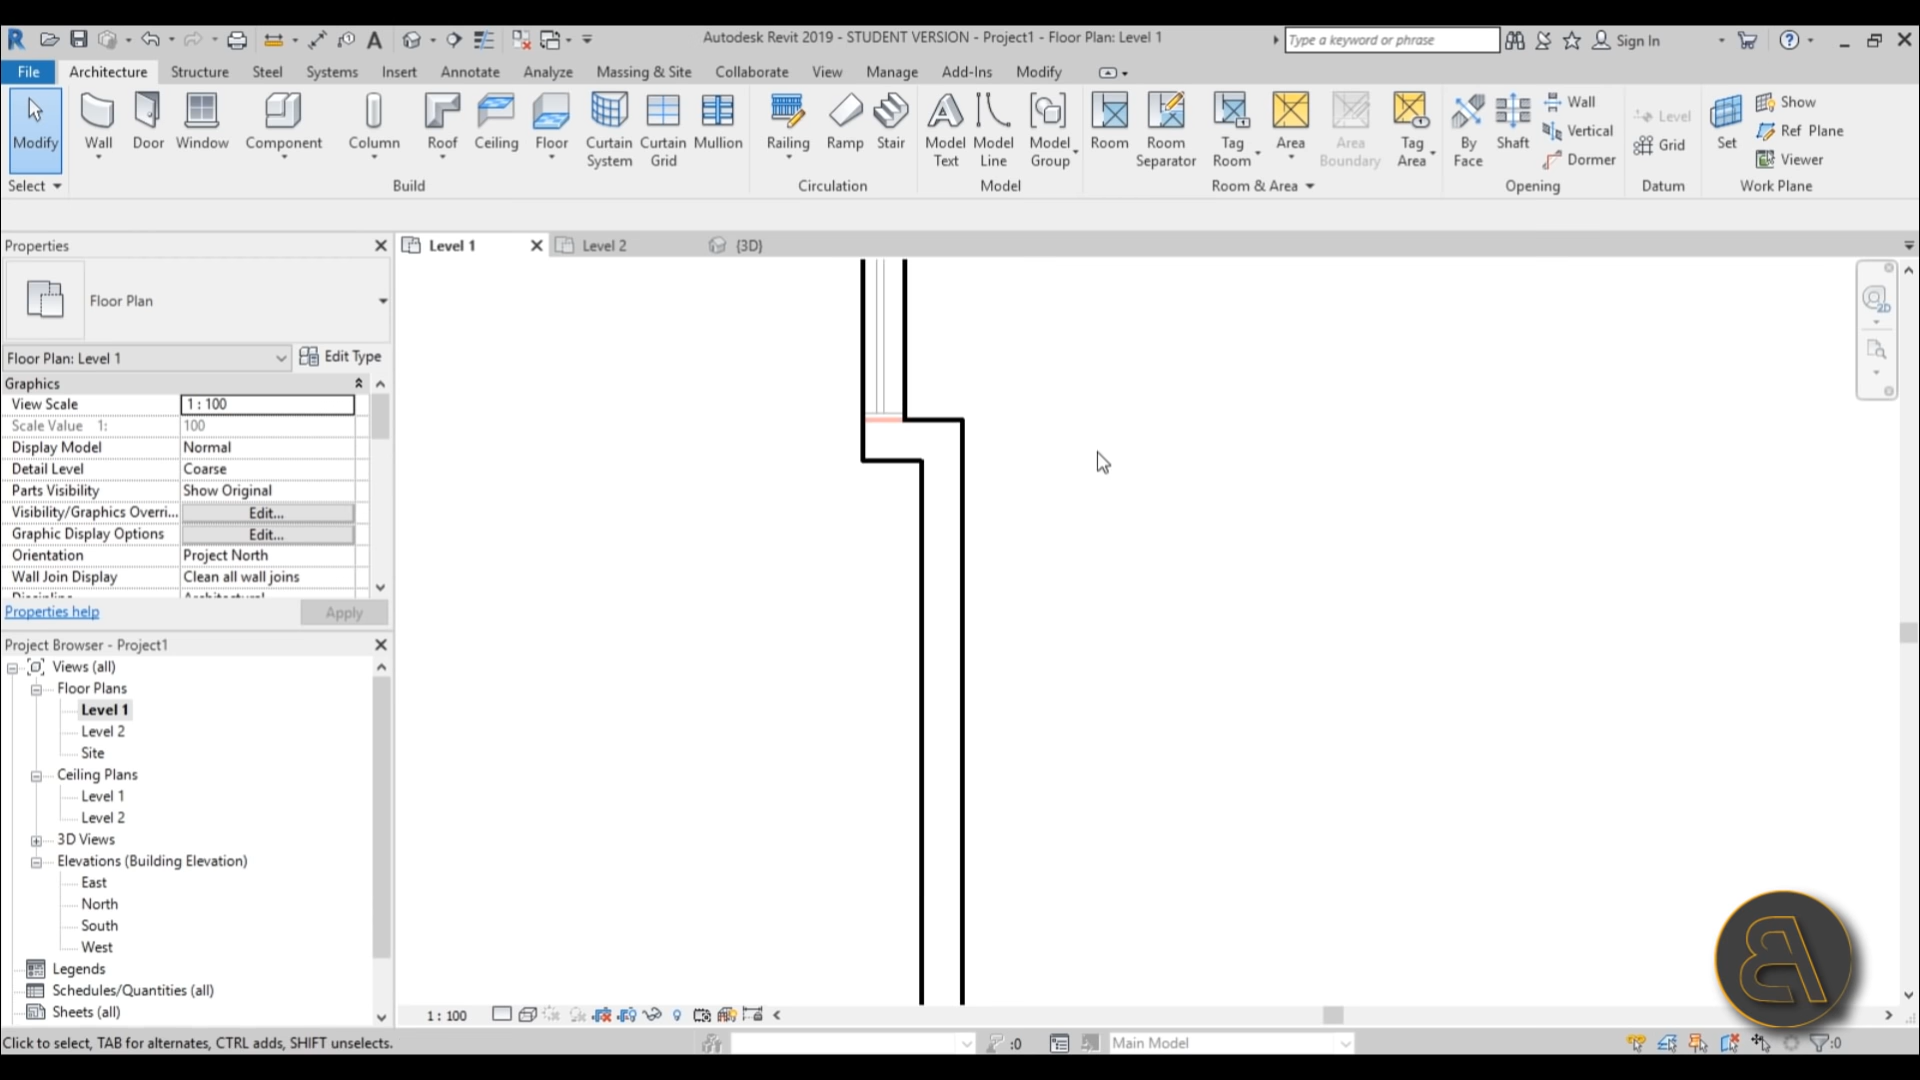 Autodesk Revit 2019 - STUDENT VERSION - Project1 - Floor Plan: Level 1
Type a keyword or phrase
Sign In
File Architecture Structure Steel Systems Insert Annotate Analyze Massing & Site Collaborate View Manage Add-Ins Modify
Modify
Wall
Door
Window
Component
Column
Roof
Ceiling
Floor
Curtain System
Curtain Grid
Mullion
Railing
Ramp
Stair
Model Text
Model Line
Model Group
Room
Room Separator
Tag Room
Area
Area Boundary
Tag Area
By Face
Shaft
Wall
Vertical
Dormer
Level
Grid
Set
Show
Ref Plane
Viewer
Select
Build
Circulation
Model
Room & Area
Opening
Datum
Work Plane
Properties
Level 1
Level 2
{3D}
2D
Floor Plan
Floor Plan: Level 1
Edit Type
Graphics
View Scale 1 : 100
Scale Value 1: 100
Display Model Normal
Detail Level Coarse
Parts Visibility Show Original
Visibility/Graphics Overri... Edit...
Graphic Display Options Edit...
Orientation Project North
Wall Join Display Clean all wall joins
Properties help
Apply
Project Browser - Project1
Views (all)
Floor Plans
Level 1
Level 2
Site
Ceiling Plans
Level 1
Level 2
3D Views
Elevations (Building Elevation)
East
North
South
West
Legends
Schedules/Quantities (all)
Sheets (all)
1 : 100
Click to select, TAB for alternates, CTRL adds, SHIFT unselects.
:0
Main Model
:0